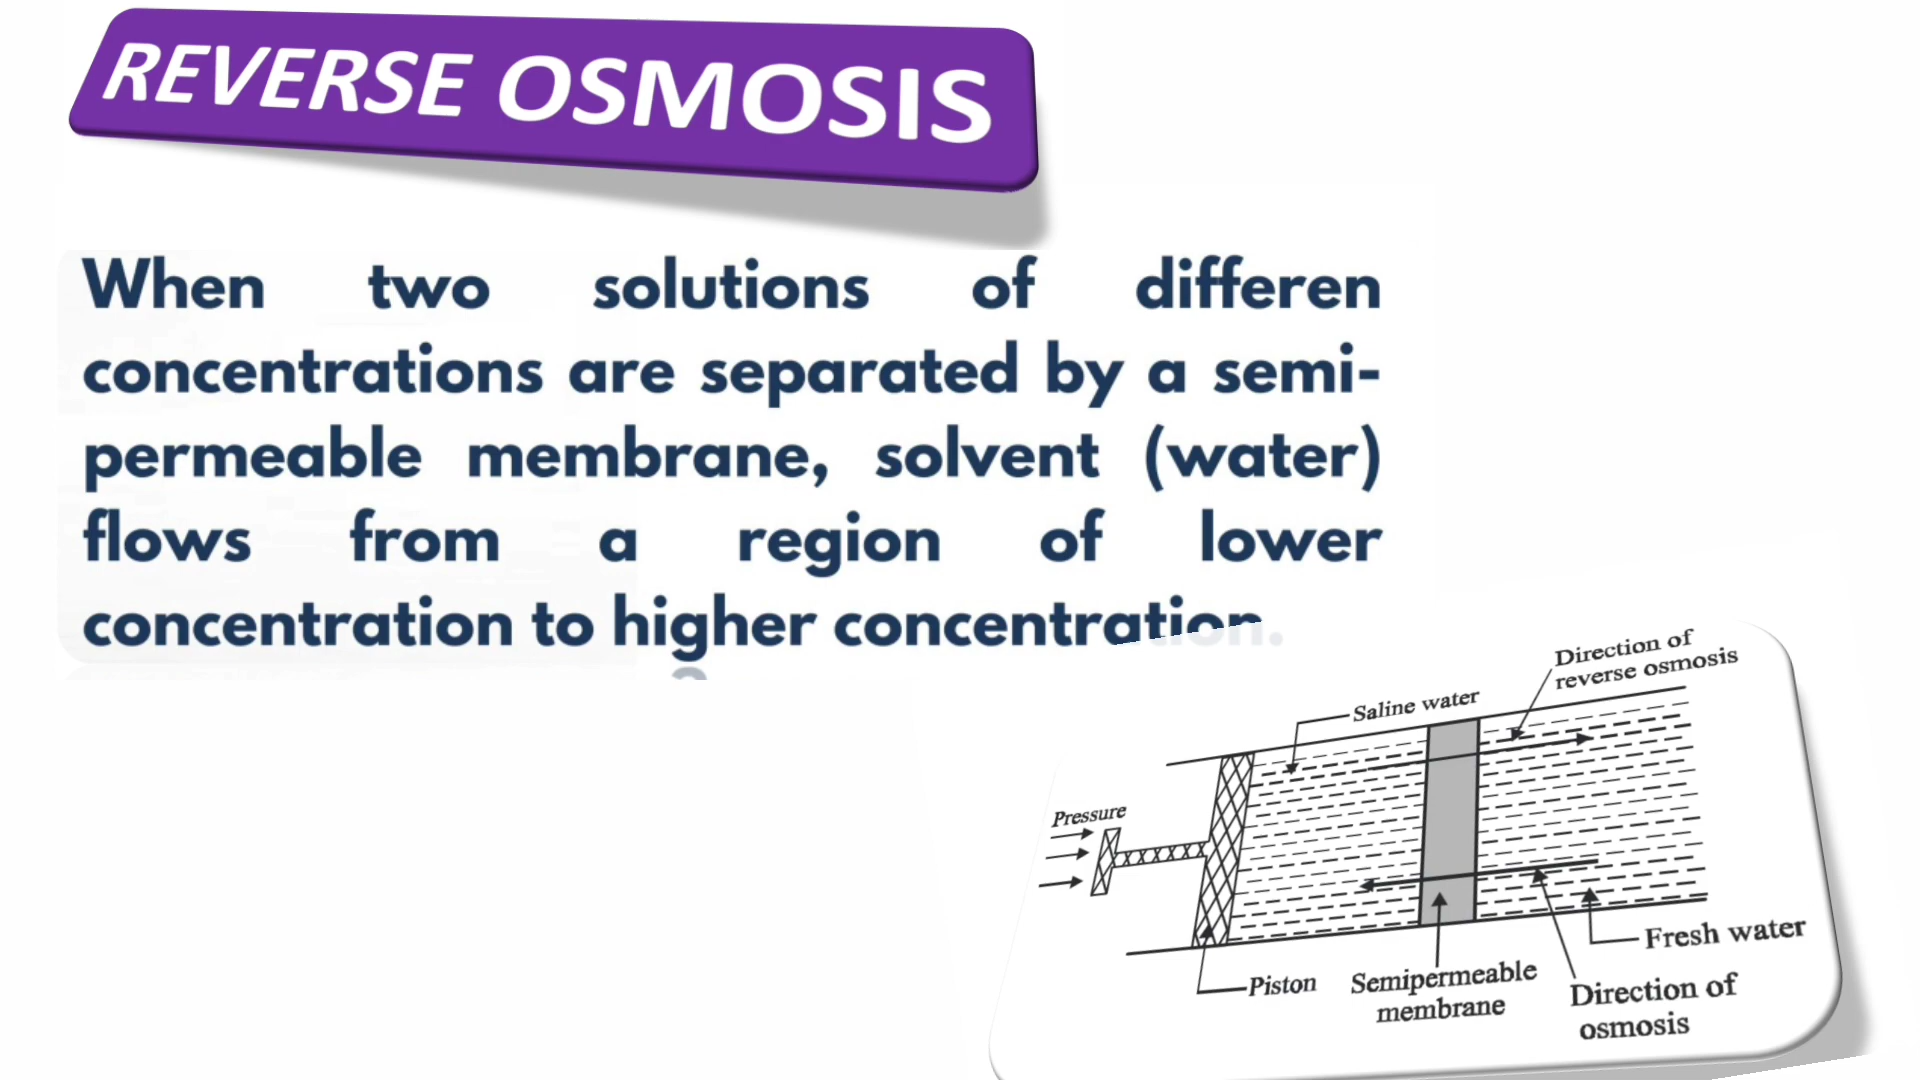 REVERSE OSMOSIS
When two solutions of differen
concentrations are separated by a semi-
permeable membrane, solvent (water)
flows from a region of lower
concentration to higher concentration.
Direction of
reverse osmosis
Saline water
Pressure
Fresh water
Piston
Semipermeable
membrane
Direction of
osmosis